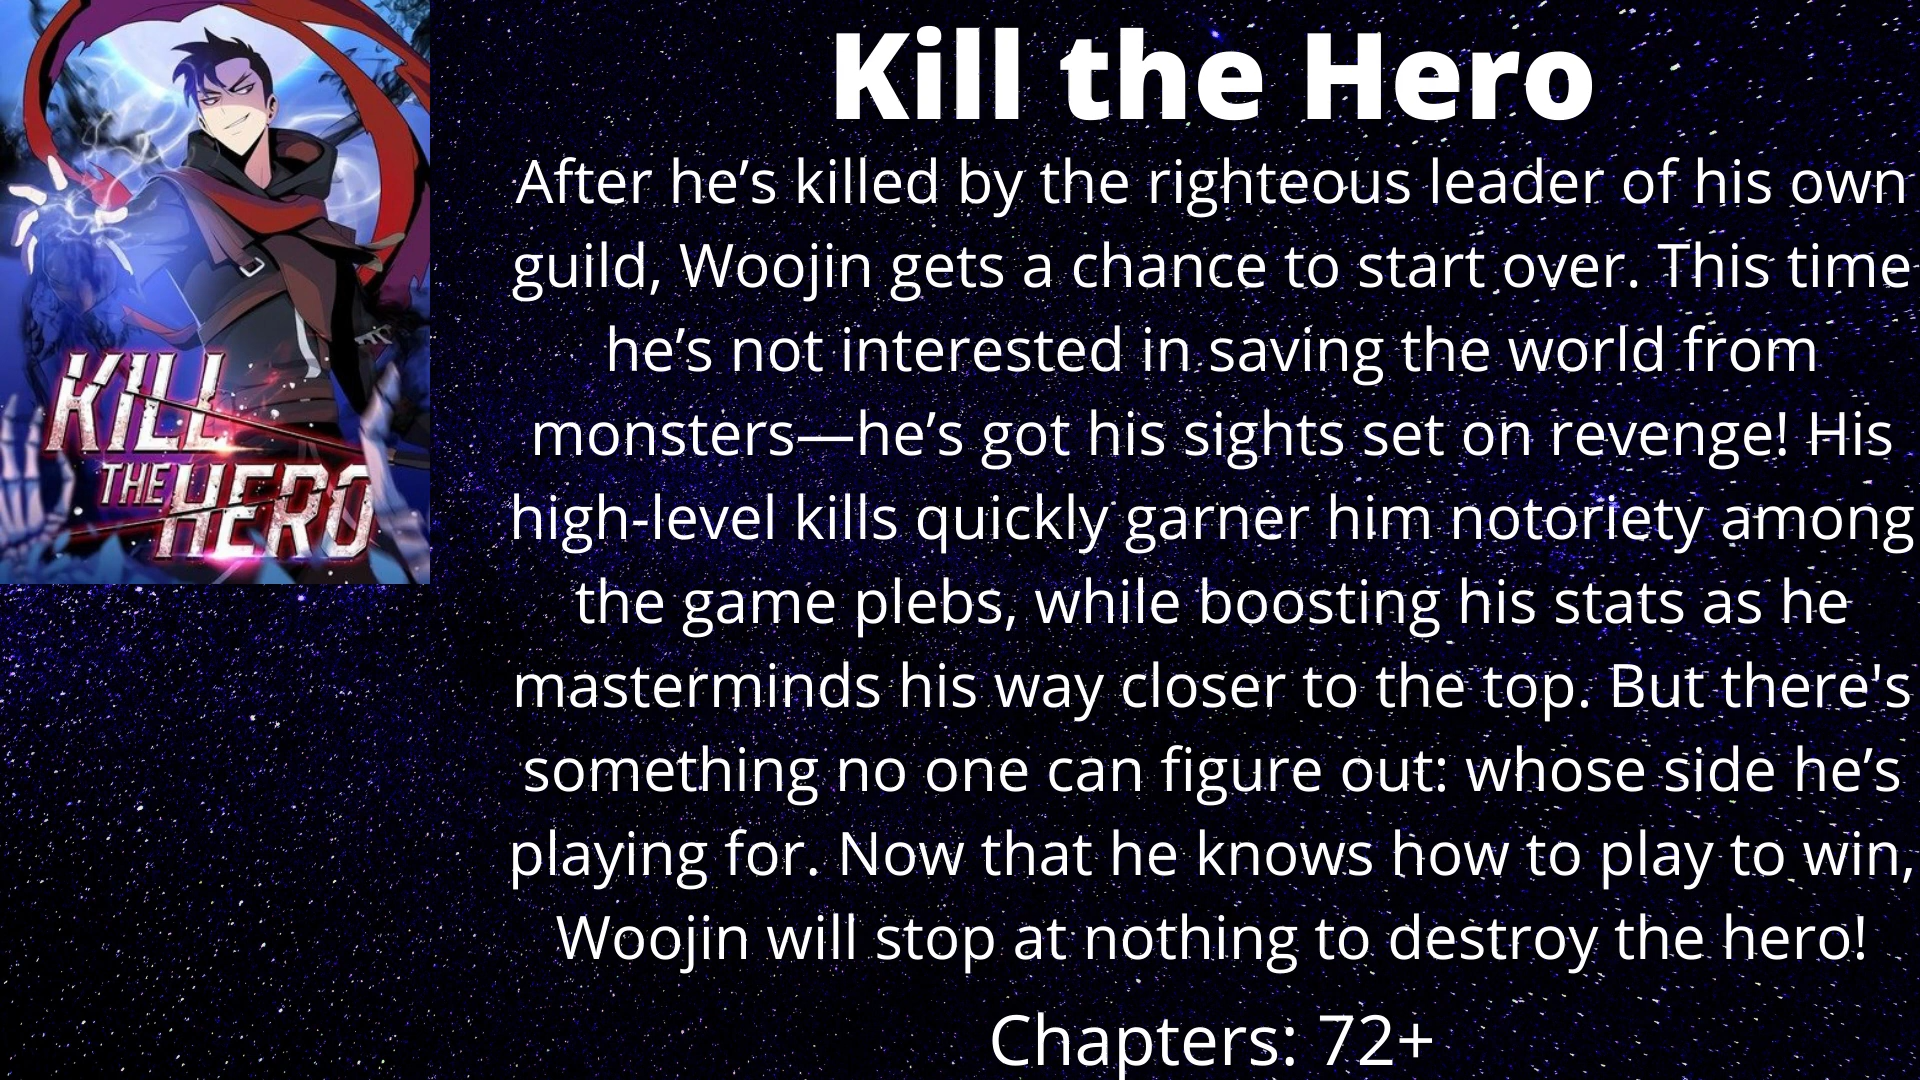 Kill the Hero
After he’s killed by the righteous leader of his own
guild, Woojin gets a chance to start over. This time
he’s not interested in saving the world from
monsters—he’s got his sights set on revenge! His
high-level kills quickly garner him notoriety among
the game plebs, while boosting his stats as he
masterminds his way closer to the top. But there's
something no one can figure out: whose side he’s
playing for. Now that he knows how to play to win,
Woojin will stop at nothing to destroy the hero!
Chapters: 72+
KILL
THE HERO